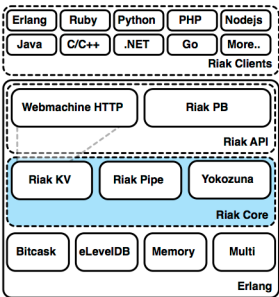 Erlang Ruby Python PHP Nodejs
Java C/C++ .NET Go More..
Riak Clients
Webmachine HTTP Riak PB
Riak API
Riak KV Riak Pipe Yokozuna
Riak Core
Bitcask eLevelDB Memory Multi
Erlang